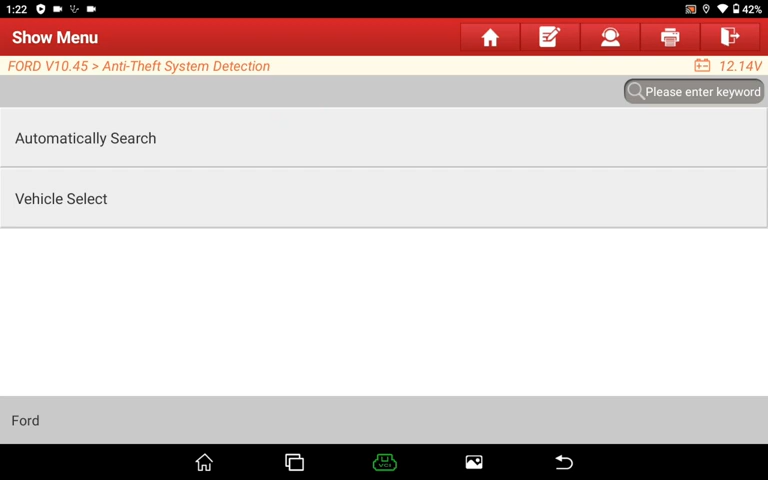 1:22
42%
Show Menu
FORD V10.45 > Anti-Theft System Detection
12.14V
Please enter keyword
Automatically Search
Vehicle Select
Ford
VCI